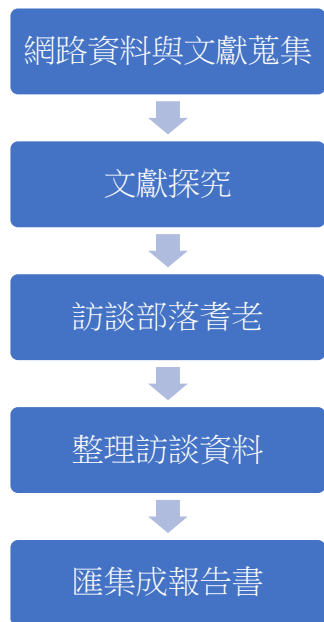 網路資料與文獻蒐集
文獻探究
訪談部落耆老
整理訪談資料
匯集成報告書